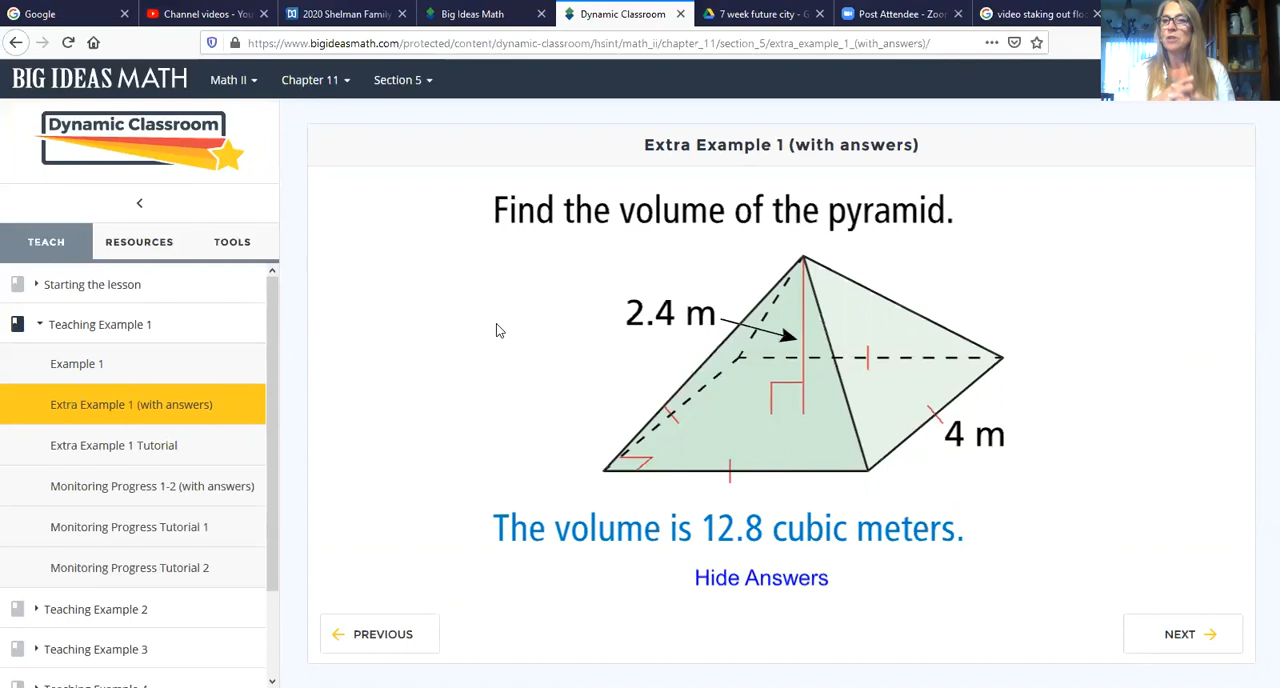 Google
Channel videos - You
2020 Shelman Family
Big Ideas Math
Dynamic Classroom
7 week future city - G
Post Attendee - Zoo
video staking out flo
https://www.bigideasmath.com/protected/content/dynamic-classroom/hsint/math_ii/chapter_11/section_5/extra_example_1_(with_answers)/
BIG IDEAS MATH
Math II
Chapter 11
Section 5
Dynamic Classroom
TEACH
RESOURCES
TOOLS
Starting the lesson
Teaching Example 1
Example 1
Extra Example 1 (with answers)
Extra Example 1 Tutorial
Monitoring Progress 1-2 (with answers)
Monitoring Progress Tutorial 1
Monitoring Progress Tutorial 2
Teaching Example 2
Teaching Example 3
Extra Example 1 (with answers)
Find the volume of the pyramid.
2.4 m
4 m
The volume is 12.8 cubic meters.
Hide Answers
PREVIOUS
NEXT